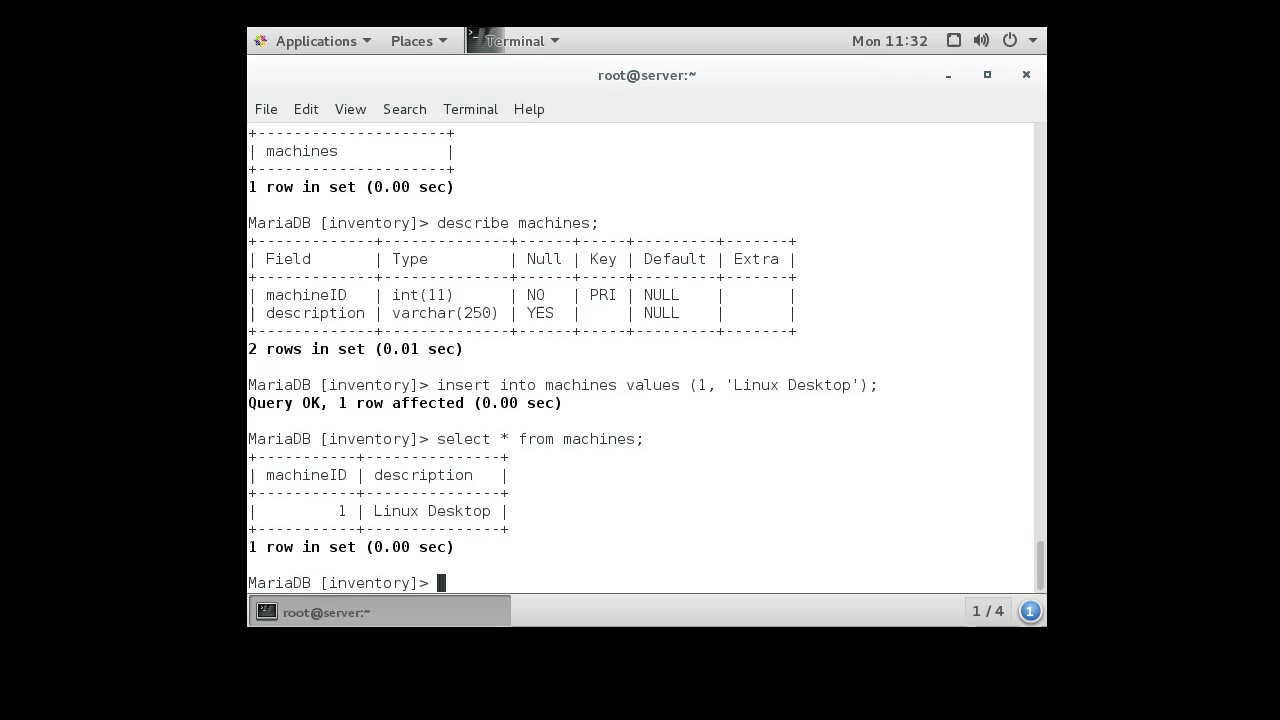 Applications Places Terminal Mon 11:32
root@server:~
File Edit View Search Terminal Help
+---------------------+
| machines            |
+---------------------+
1 row in set (0.00 sec)

MariaDB [inventory]> describe machines;
+-------------+--------------+------+-----+---------+-------+
| Field       | Type         | Null | Key | Default | Extra |
+-------------+--------------+------+-----+---------+-------+
| machineID   | int(11)      | NO   | PRI | NULL    |       |
| description | varchar(250) | YES  |     | NULL    |       |
+-------------+--------------+------+-----+---------+-------+
2 rows in set (0.01 sec)

MariaDB [inventory]> insert into machines values (1, 'Linux Desktop');
Query OK, 1 row affected (0.00 sec)

MariaDB [inventory]> select * from machines;
+-----------+---------------+
| machineID | description   |
+-----------+---------------+
|         1 | Linux Desktop |
+-----------+---------------+
1 row in set (0.00 sec)

MariaDB [inventory]>
root@server:~ 1 / 4 1